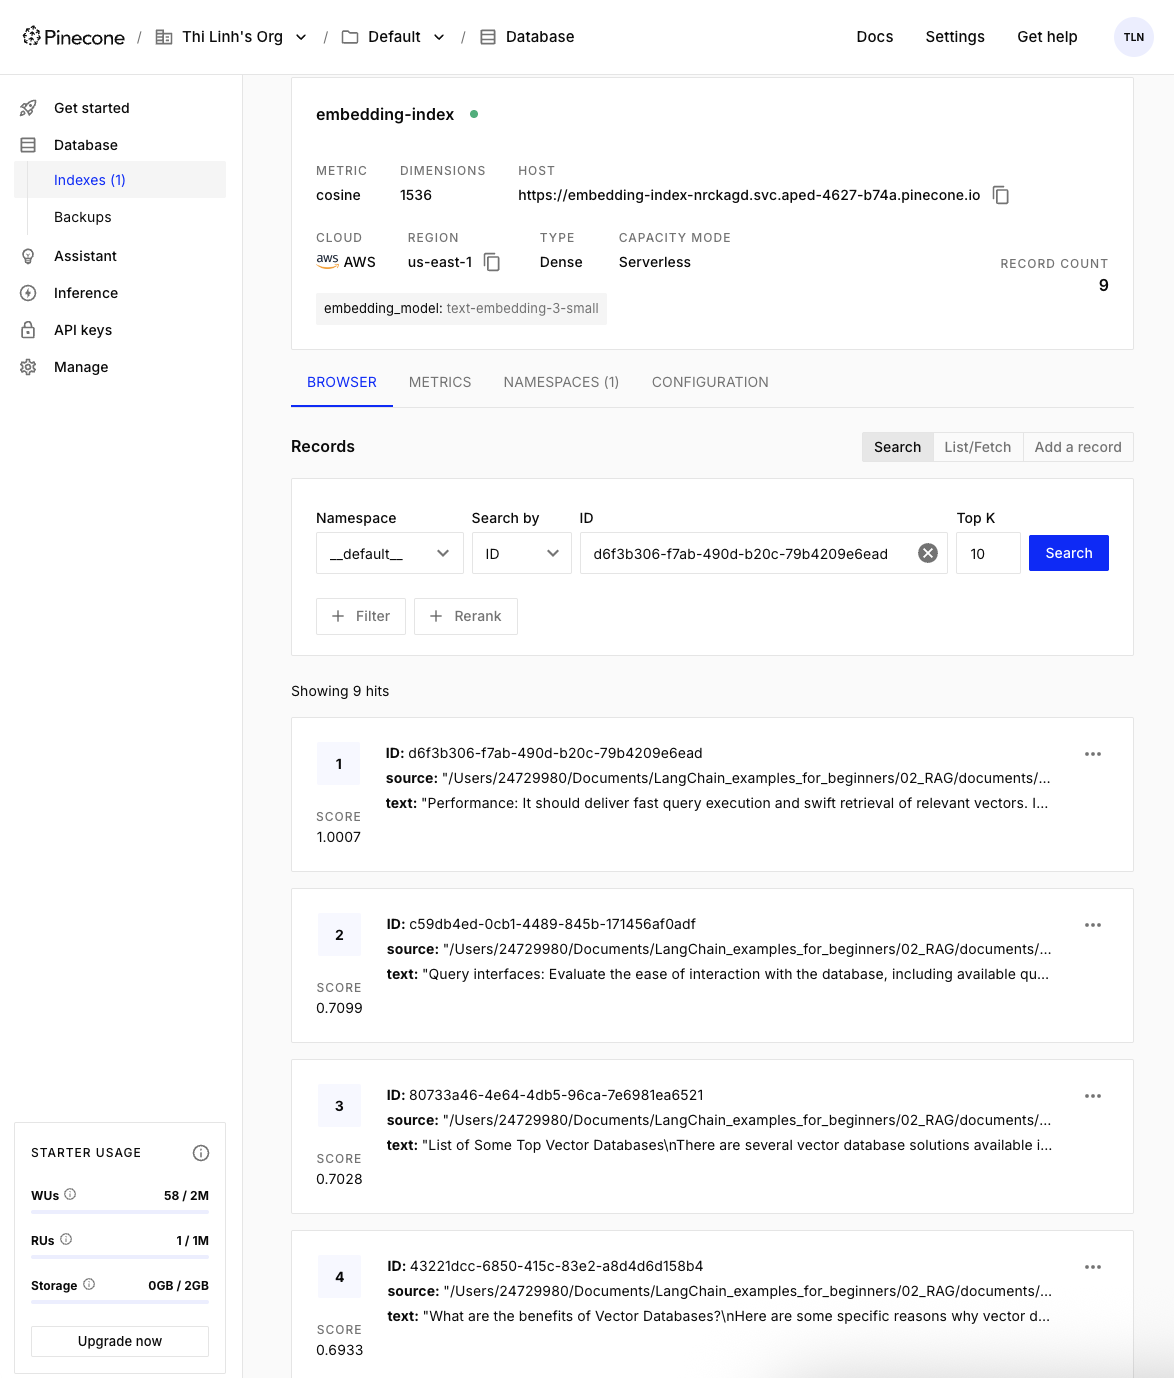 Pinecone / Thi Linh's Org / Default / Database Docs Settings Get help TLN
Get started
Database
Indexes (1)
Backups
Assistant
Inference
API keys
Manage
STARTER USAGE
WUs 58 / 2M
RUs 1 / 1M
Storage 0GB / 2GB
Upgrade now
embedding-index
METRIC DIMENSIONS HOST
cosine 1536 https://embedding-index-nrckagd.svc.aped-4627-b74a.pinecone.io
CLOUD REGION TYPE CAPACITY MODE
aws AWS us-east-1 Dense Serverless
RECORD COUNT
9
embedding_model: text-embedding-3-small
BROWSER METRICS NAMESPACES (1) CONFIGURATION
Records Search List/Fetch Add a record
Namespace Search by ID Top K
__default__ ID d6f3b306-f7ab-490d-b20c-79b4209e6ead 10 Search
+ Filter + Rerank
Showing 9 hits
1 ID: d6f3b306-f7ab-490d-b20c-79b4209e6ead
source: "/Users/24729980/Documents/LangChain_examples_for_beginners/02_RAG/documents/...
text: "Performance: It should deliver fast query execution and swift retrieval of relevant vectors. I...
SCORE
1.0007
2 ID: c59db4ed-0cb1-4489-845b-171456af0adf
source: "/Users/24729980/Documents/LangChain_examples_for_beginners/02_RAG/documents/...
text: "Query interfaces: Evaluate the ease of interaction with the database, including available qu...
SCORE
0.7099
3 ID: 80733a46-4e64-4db5-96ca-7e6981ea6521
source: "/Users/24729980/Documents/LangChain_examples_for_beginners/02_RAG/documents/...
text: "List of Some Top Vector Databases\nThere are several vector database solutions available i...
SCORE
0.7028
4 ID: 43221dcc-6850-415c-83e2-a8d4d6d158b4
source: "/Users/24729980/Documents/LangChain_examples_for_beginners/02_RAG/documents/...
text: "What are the benefits of Vector Databases?\nHere are some specific reasons why vector d...
SCORE
0.6933